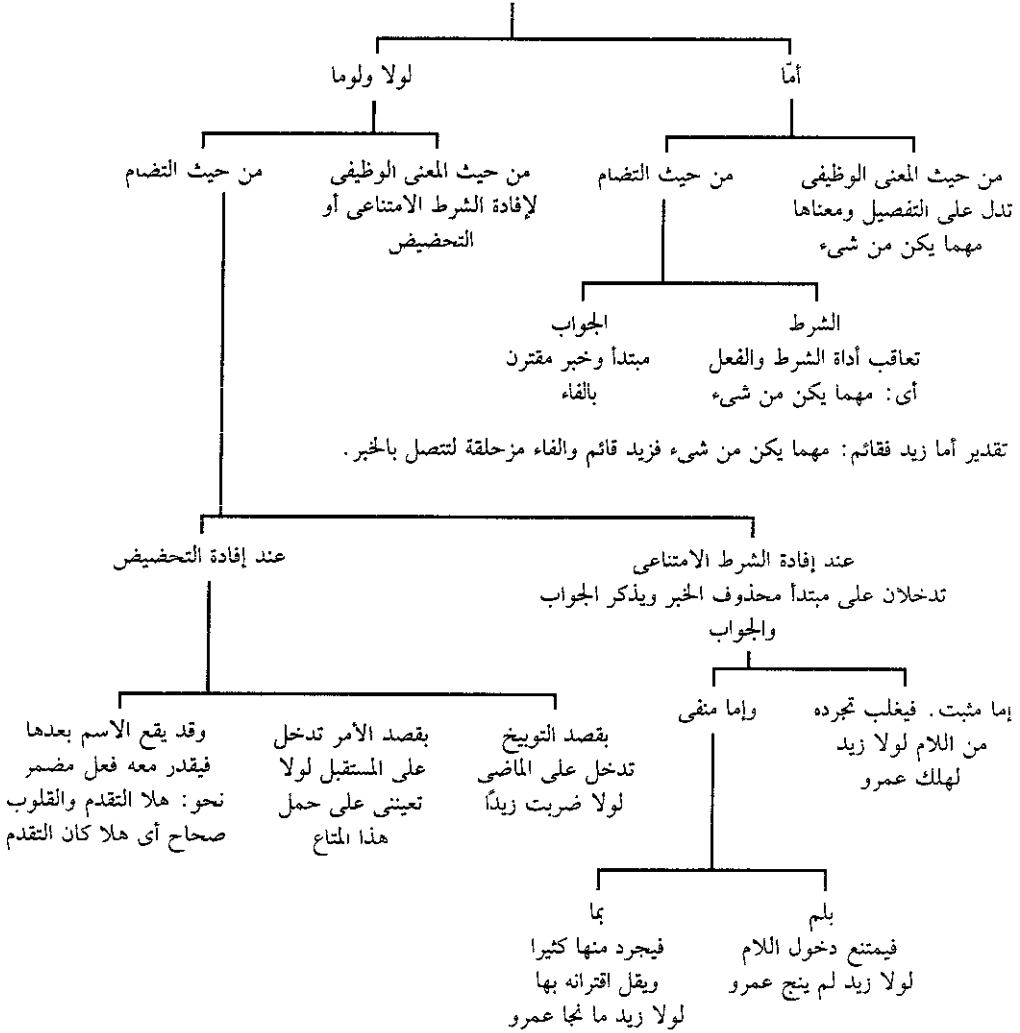 أمّا
لولا ولوما
من حيث المعنى الوظيفى
تدل على التفصيل ومعناها
مهما يكن من شىء
من حيث التضام
من حيث المعنى الوظيفى
لإفادة الشرط الامتناعى أو
التحضيض
من حيث التضام
الشرط
تعاقب أداة الشرط والفعل
أى: مهما يكن من شىء
الجواب
مبتدأ وخبر مقترن
بالفاء
تقدير أما زيد فقائم: مهما يكن من شىء فزيد قائم والفاء مزحلقة لتتصل بالخبر.
عند إفادة الشرط الامتناعى
تدخلان على مبتدأ محذوف الخبر ويذكر الجواب
والجواب
عند إفادة التحضيض
إما مثبت. فيغلب تجرده
من اللام لولا زيد
لهلك عمرو
وإما منفى
بقصد التوبيخ
تدخل على الماضى
لولا ضربت زيدًا
بقصد الأمر تدخل
على المستقبل لولا
تعيننى على حمل
هذا المتاع
وقد يقع الاسم بعدها
فيقدر معه فعل مضمر
نحو: هلا التقدم والقلوب
صحاح أى هلا كان التقدم
بلم
فيمتنع دخول اللام
لولا زيد لم ينج عمرو
بما
فيجرد منها كثيرا
ويقل اقترانه بها
لولا زيد ما نجا عمرو